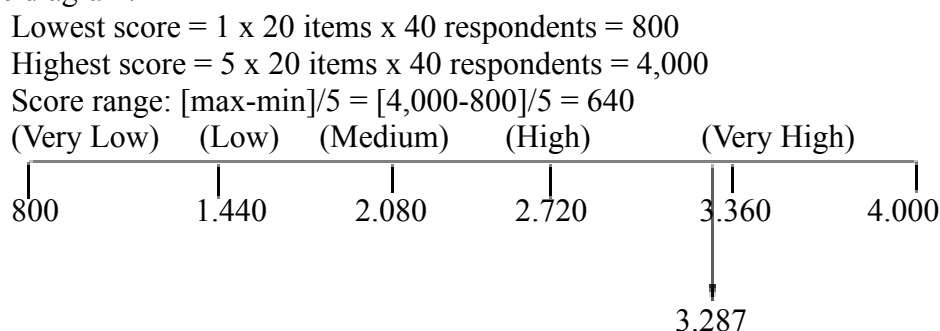 Lowest score = 1 x 20 items x 40 respondents = 800
Highest score = 5 x 20 items x 40 respondents = 4,000
Score range: [max-min]/5 = [4,000-800]/5 = 640
(Very Low) (Low) (Medium) (High) (Very High)
800 1.440 2.080 2.720 3.360 4.000
3.287